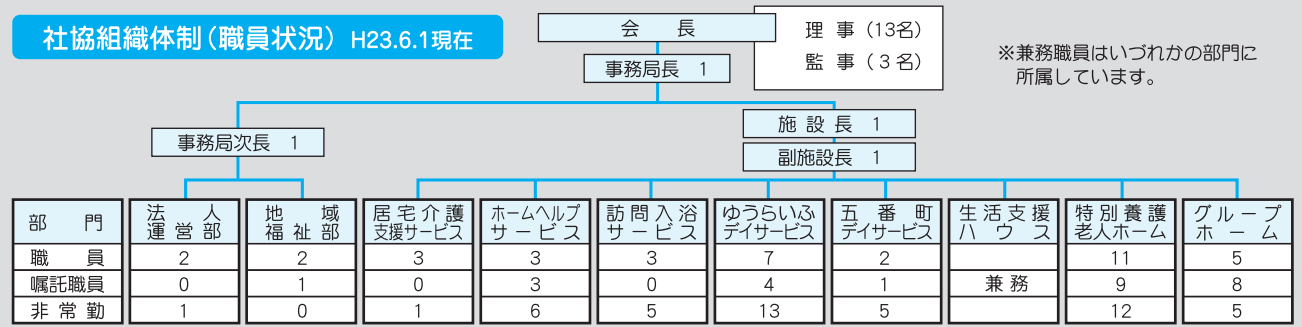 社協組織体制(職員状況) H23.6.1現在
会長
理事(13名)
監事(3名)
※兼務職員はいづれかの部門に
所属しています。
事務局長 1
事務局次長 1
施設長 1
副施設長 1
部門 法人運営部 地域福祉部 居宅介護支援サービス ホームヘルプサービス 訪問入浴サービス ゆうらいふデイサービス 五番町デイサービス 生活支援ハウス 特別養護老人ホーム グループホーム
職員 2 2 3 3 3 7 2 11 5
嘱託職員 0 1 0 3 0 4 1 兼務 9 8
非常勤 1 0 1 6 5 13 5 12 5